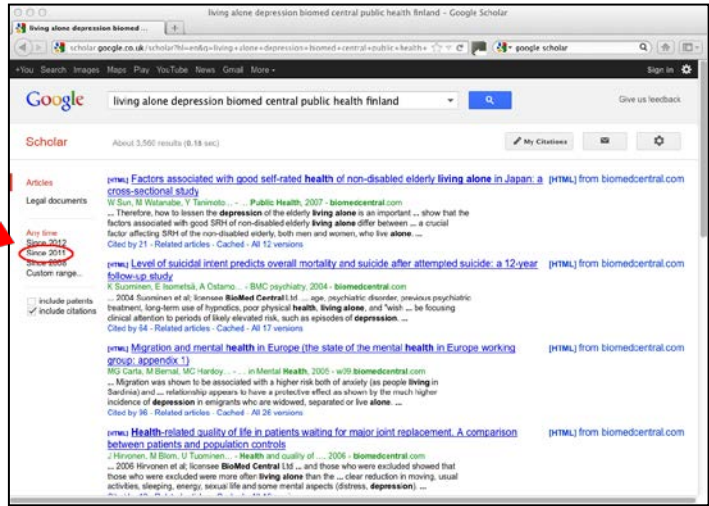 living alone depression biomed central public health finland - Google Scholar
living alone depression biomed ...
scholar.google.co.uk/scholar?hl=en&q=living+alone+depression+biomed+central+public+health+
google scholar
+You Search Images Maps Play YouTube News Gmail More
Sign in
Google
living alone depression biomed central public health finland
Give us feedback
Scholar
About 3,560 results (0.18 sec)
My Citations
Articles
Legal documents
Any time
Since 2012
Since 2011
Since 2008
Custom range...
include patents
include citations
[HTML] Factors associated with good self-rated health of non-disabled elderly living alone in Japan: a
cross-sectional study
[HTML] from biomedcentral.com
W Sun, M Watanabe, Y Tanimoto... - ... Public Health, 2007 - biomedcentral.com
... Therefore, how to lessen the depression of the elderly living alone is an important ... show that the
factors associated with good SRH of non-disabled elderly living alone differ between ... a crucial
factor affecting SRH of the non-disabled elderly, both men and women, who live alone. ...
Cited by 21 - Related articles - Cached - All 12 versions
[HTML] Level of suicidal intent predicts overall mortality and suicide after attempted suicide: a 12-year
follow-up study
[HTML] from biomedcentral.com
K Suominen, E Isometsä, A Ostamo... - BMC psychiatry, 2004 - biomedcentral.com
... 2004 Suominen et al; licensee BioMed Central Ltd. ... age, psychiatric disorder, previous psychiatric
treatment, long-term use of hypnotics, poor physical health, living alone, and "wish ... be focusing
clinical attention to periods of likely elevated risk, such as episodes of depression. ...
Cited by 64 - Related articles - Cached - All 17 versions
[HTML] Migration and mental health in Europe (the state of the mental health in Europe working
group: appendix 1)
[HTML] from biomedcentral.com
MG Carta, M Bernal, MC Hardoy... - ... in Mental Health, 2005 - w09.biomedcentral.com
... Migration was shown to be associated with a higher risk both of anxiety (as people living in
Sardinia) and ... relationship appears to have a protective effect as shown by the much higher
incidence of depression in emigrants who are widowed, separated or live alone. ...
Cited by 96 - Related articles - Cached - All 26 versions
[HTML] Health-related quality of life in patients waiting for major joint replacement. A comparison
between patients and population controls
[HTML] from biomedcentral.com
J Hirvonen, M Blom, U Tuominen... - Health and quality of ..., 2006 - biomedcentral.com
... 2006 Hirvonen et al; licensee BioMed Central Ltd. ... and those who were excluded showed that
those who were excluded were more often living alone than the ... clear reduction in moving, usual
activities, sleeping, energy, sexual life and some mental aspects (distress, depression). ...